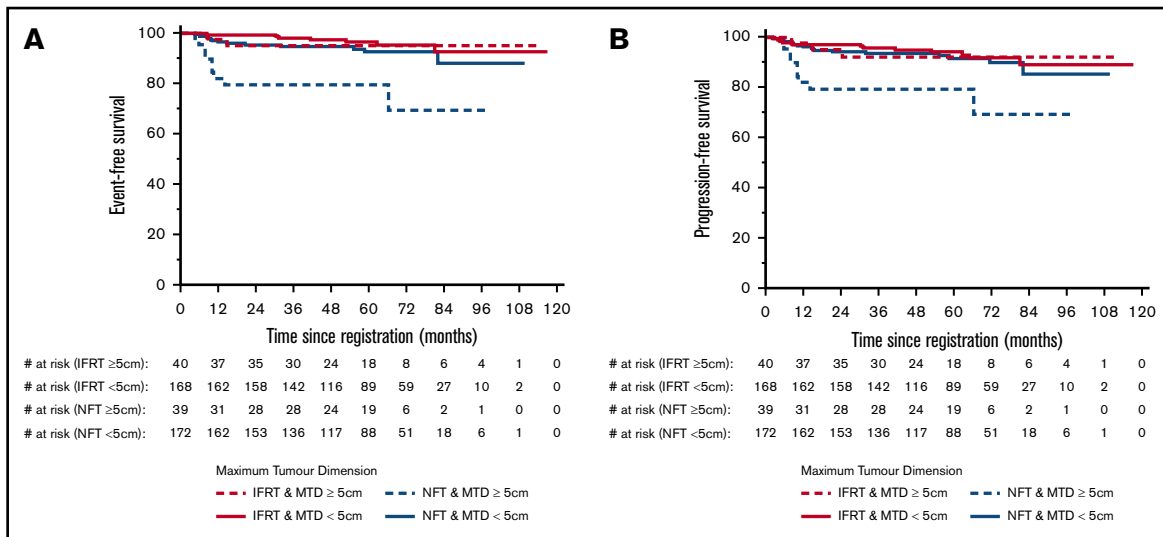 A
Event-free survival
100
80
60
40
20
0
0 12 24 36 48 60 72 84 96 108 120
Time since registration (months)
# at risk (IFRT ≥5cm): 40 37 35 30 24 18 8 6 4 1 0
# at risk (IFRT <5cm): 168 162 158 142 116 89 59 27 10 2 0
# at risk (NFT ≥5cm): 39 31 28 28 24 19 6 2 1 0 0
# at risk (NFT <5cm): 172 162 153 136 117 88 51 18 6 1 0
Maximum Tumour Dimension
IFRT & MTD ≥ 5cm NFT & MTD ≥ 5cm
IFRT & MTD < 5cm NFT & MTD < 5cm
B
Progression-free survival
100
80
60
40
20
0
0 12 24 36 48 60 72 84 96 108 120
Time since registration (months)
# at risk (IFRT ≥5cm): 40 37 35 30 24 18 8 6 4 1 0
# at risk (IFRT <5cm): 168 162 158 142 116 89 59 27 10 2 0
# at risk (NFT ≥5cm): 39 31 28 28 24 19 6 2 1 0 0
# at risk (NFT <5cm): 172 162 153 136 117 88 51 18 6 1 0
Maximum Tumour Dimension
IFRT & MTD ≥ 5cm NFT & MTD ≥ 5cm
IFRT & MTD < 5cm NFT & MTD < 5cm